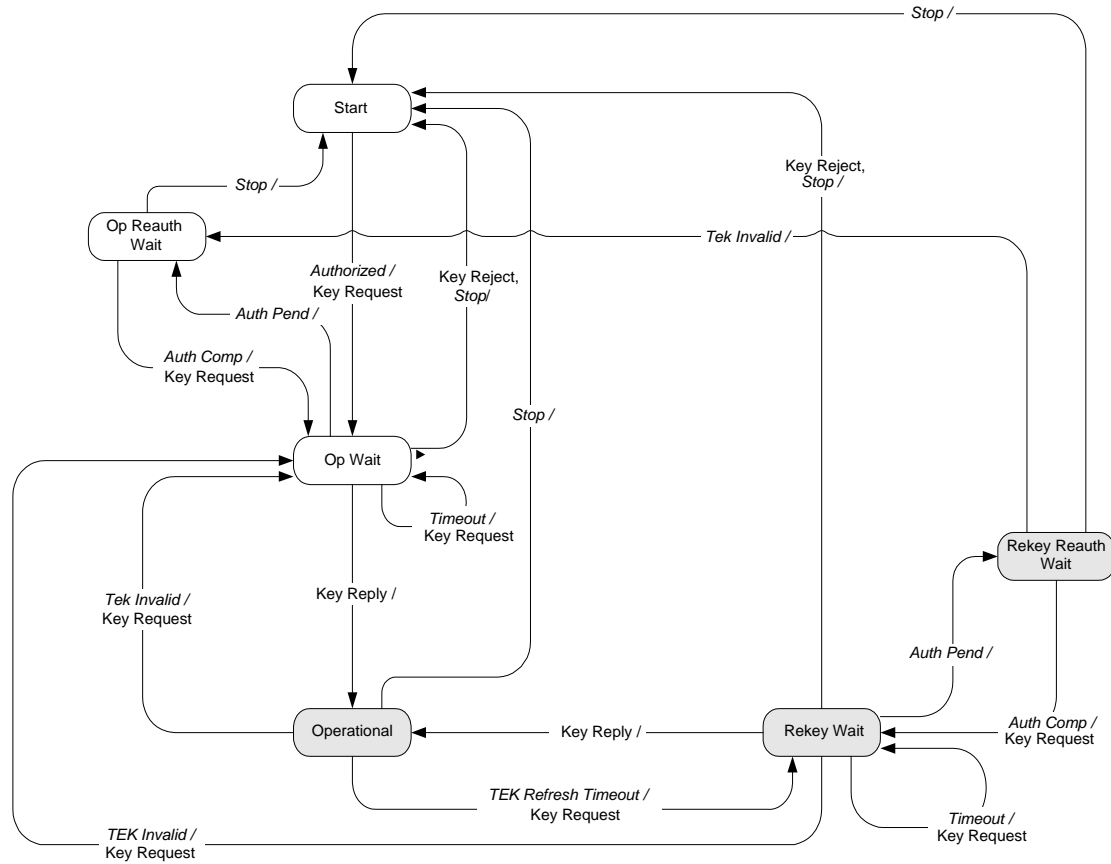 Stop /
Start
Key Reject,
Stop /
Stop /
Op Reauth
Wait
Tek Invalid /
Authorized /
Key Request
Key Reject,
Stop/
Auth Pend /
Auth Comp /
Key Request
Stop /
Op Wait
Timeout /
Key Request
Rekey Reauth
Wait
Tek Invalid /
Key Request
Key Reply /
Auth Pend /
Operational
Key Reply /
Rekey Wait
Auth Comp /
Key Request
TEK Refresh Timeout /
Key Request
Timeout /
Key Request
TEK Invalid /
Key Request